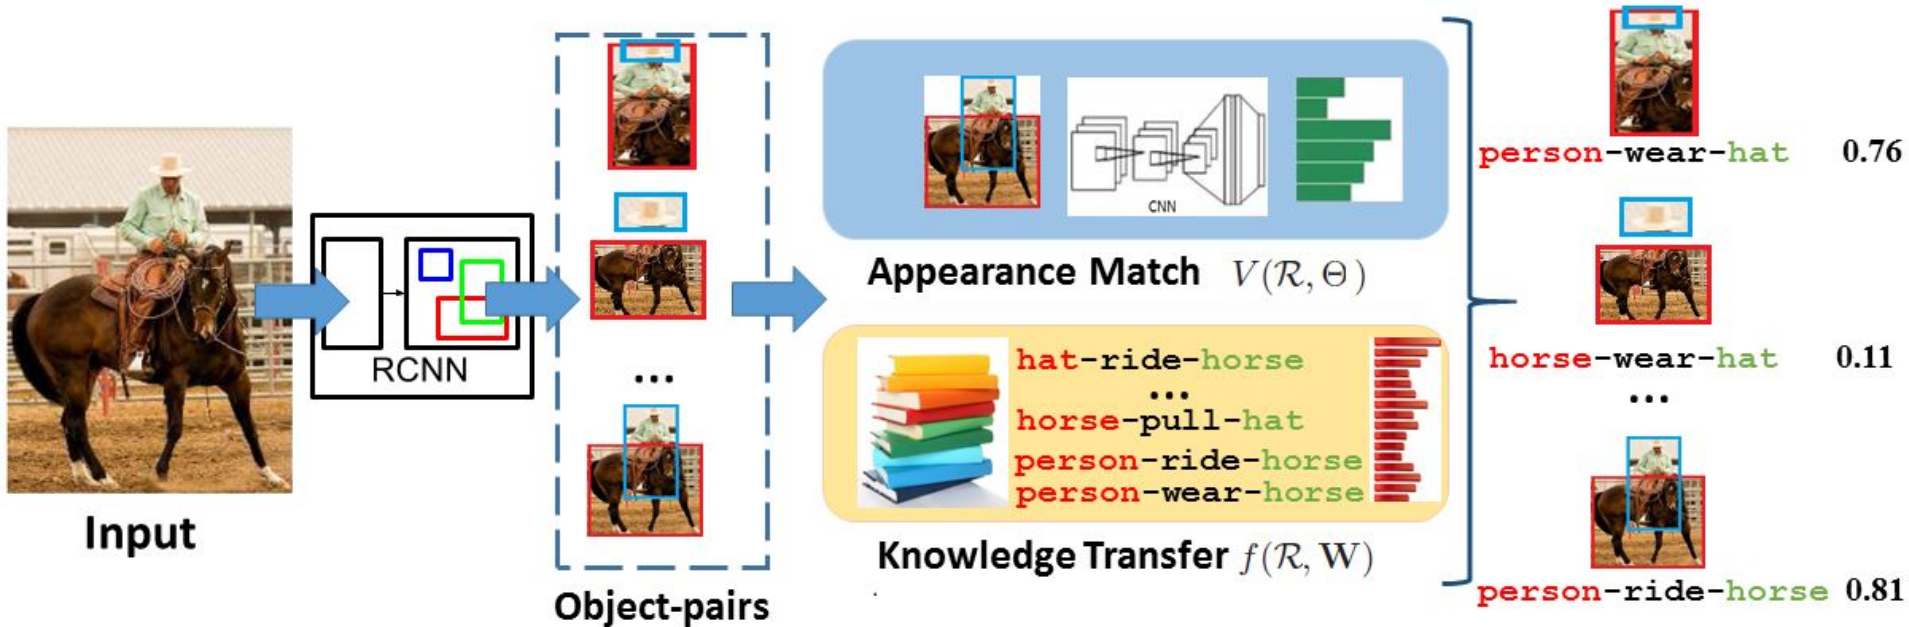 Input
RCNN
...
Object-pairs
CNN
Appearance Match V(R, Θ)
hat-ride-horse
...
horse-pull-hat
person-ride-horse
person-wear-horse
Knowledge Transfer f(R, W)
person-wear-hat 0.76
horse-wear-hat 0.11
...
person-ride-horse 0.81